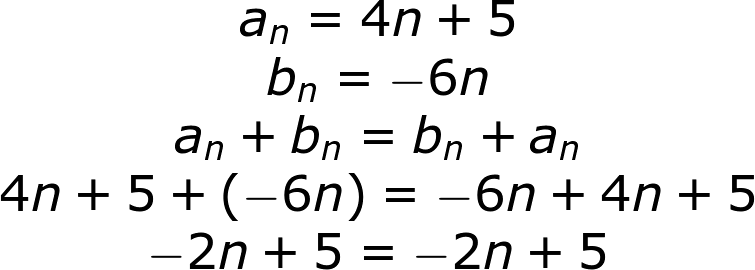 aₙ = 4n + 5
bₙ = −6n
aₙ + bₙ = bₙ + aₙ
4n + 5 + (−6n) = −6n + 4n + 5
−2n + 5 = −2n + 5